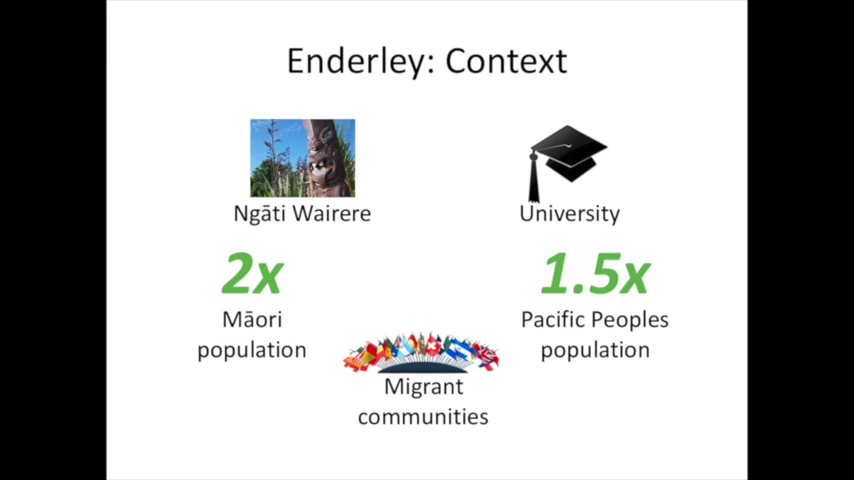 Enderley: Context
Ngāti Wairere
University
2x
1.5x
Māori
population
Pacific Peoples
population
Migrant
communities